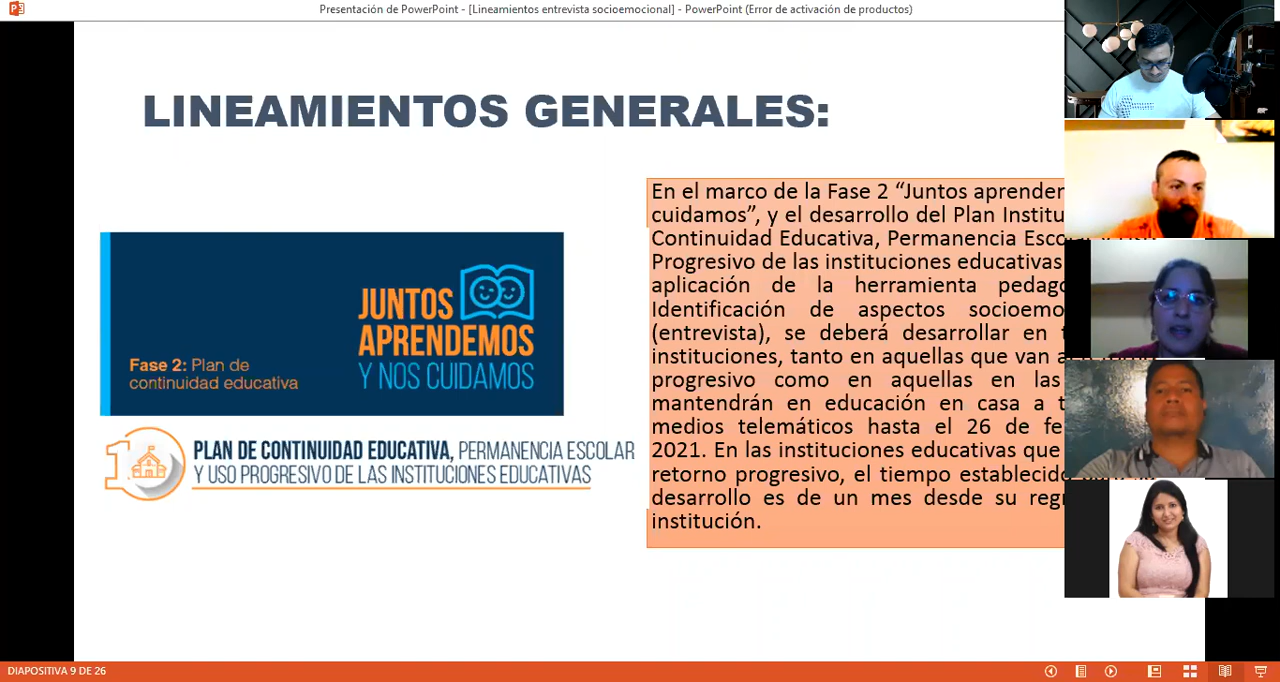 Presentación de PowerPoint - [Lineamientos entrevista socioemocional] - PowerPoint (Error de activación de productos)
LINEAMIENTOS GENERALES:
En el marco de la Fase 2 “Juntos aprender
cuidamos”, y el desarrollo del Plan Institu
Continuidad Educativa, Permanencia Esco
Progresivo de las instituciones educativas
aplicación de la herramienta pedago
Identificación de aspectos socioemo
(entrevista), se deberá desarrollar en t
instituciones, tanto en aquellas que van a
progresivo como en aquellas en las
mantendrán en educación en casa a t
medios telemáticos hasta el 26 de fe
2021. En las instituciones educativas que
retorno progresivo, el tiempo establecido
desarrollo es de un mes desde su reg
institución.
JUNTOS
APRENDEMOS
Y NOS CUIDAMOS
Fase 2: Plan de
continuidad educativa
PLAN DE CONTINUIDAD EDUCATIVA, PERMANENCIA ESCOLAR
Y USO PROGRESIVO DE LAS INSTITUCIONES EDUCATIVAS
DIAPOSITIVA 9 DE 26